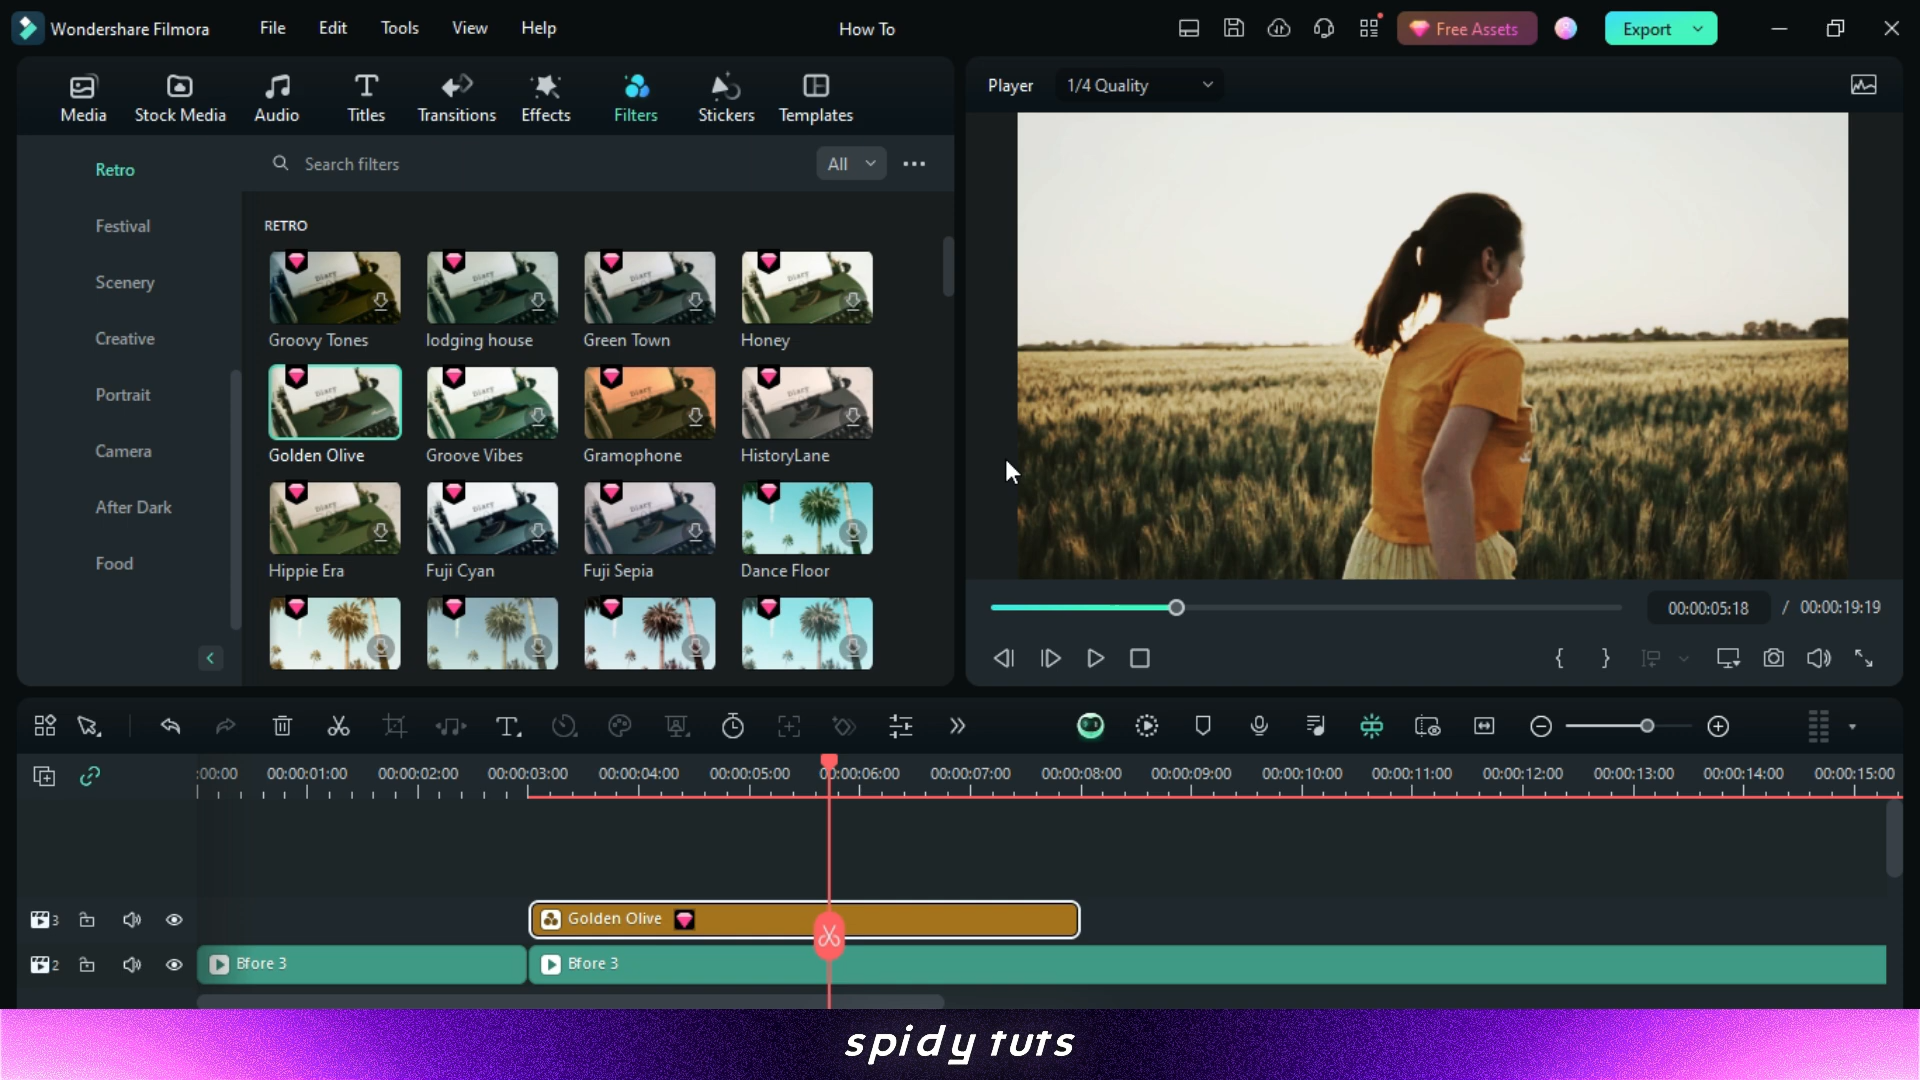 Wondershare Filmora File Edit Tools View Help How To Free Assets Export
Media Stock Media Audio Titles Transitions Effects Filters Stickers Templates
Player 1/4 Quality
Retro
Festival
Scenery
Creative
Portrait
Camera
After Dark
Food
Search filters All
RETRO
Groovy Tones lodging house Green Town Honey
Golden Olive Groove Vibes Gramophone HistoryLane
Hippie Era Fuji Cyan Fuji Sepia Dance Floor
00:00:05:18 / 00:00:19:19
:00:00 00:00:01:00 00:00:02:00 00:00:03:00 00:00:04:00 00:00:05:00 00:00:06:00 00:00:07:00 00:00:08:00 00:00:09:00 00:00:10:00 00:00:11:00 00:00:12:00 00:00:13:00 00:00:14:00 00:00:15:00
3 Golden Olive
2 Bfore 3 Bfore 3
spidy tuts